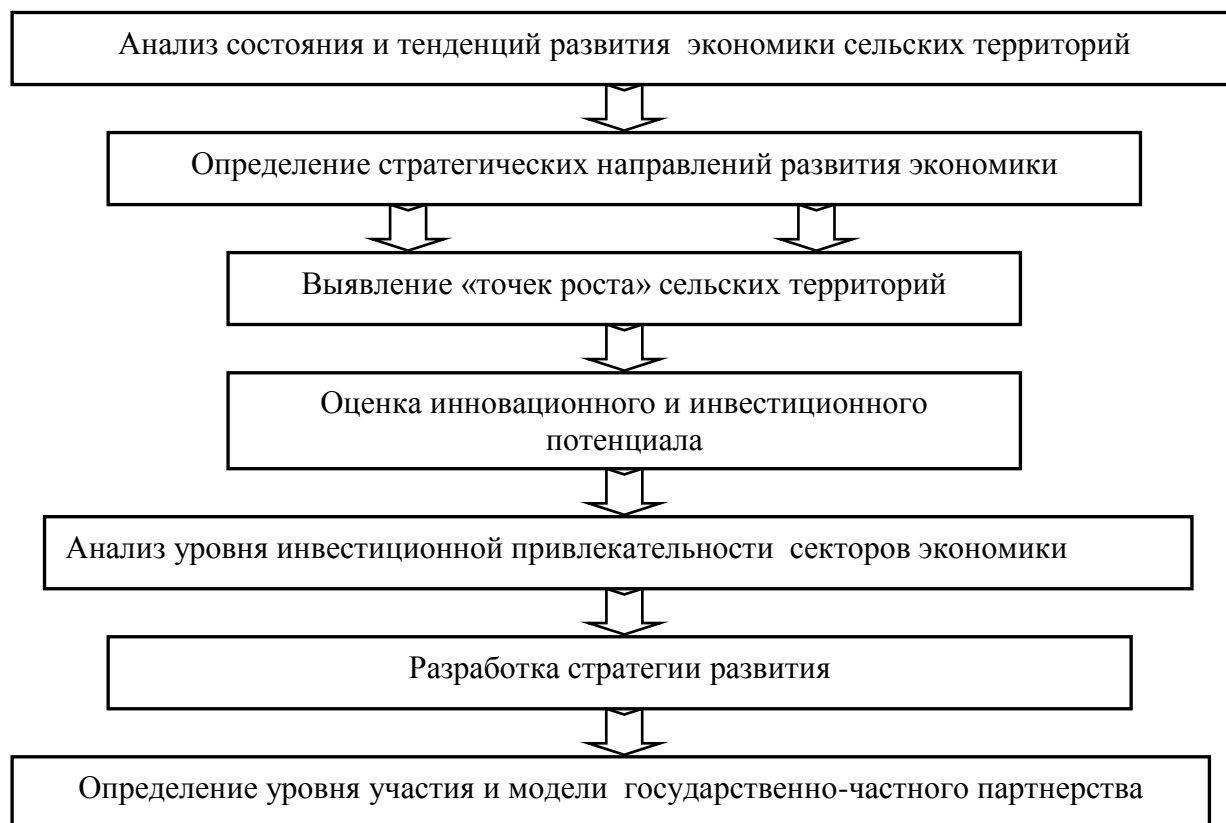 Анализ состояния и тенденций развития  экономики сельских территорий
Определение стратегических направлений развития экономики
Выявление «точек роста» сельских территорий
Оценка инновационного и инвестиционного
потенциала
Анализ уровня инвестиционной привлекательности  секторов экономики
Разработка стратегии развития
Определение уровня участия и модели  государственно-частного партнерства